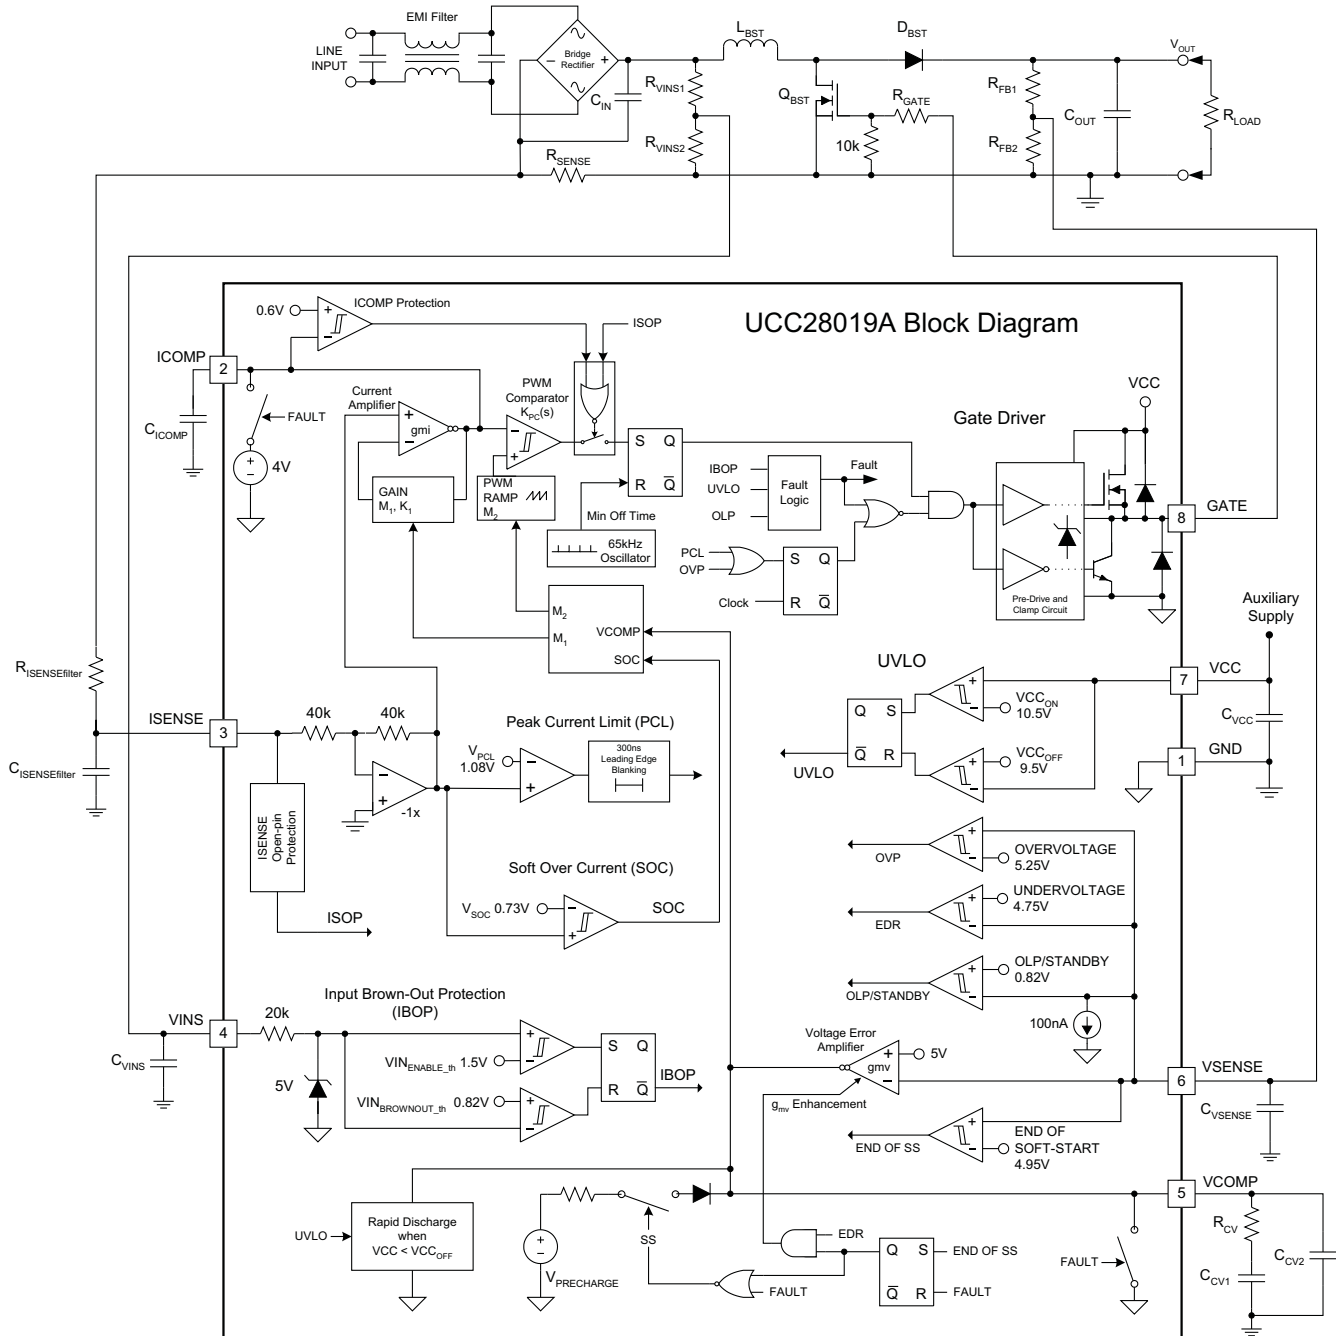 EMI Filter
LINE
INPUT
Bridge
Rectifier
− +
C_IN
R_VINS1
R_VINS2
L_BST
D_BST
Q_BST
R_GATE
10k
R_FB1
R_FB2
C_OUT
V_OUT
R_LOAD
R_SENSE
UCC28019A Block Diagram
0.6V
+
−
ICOMP Protection
ISOP
ICOMP
2
C_ICOMP
FAULT
+
−
4V
Current
Amplifier
+
gmi
−
GAIN
M1, K1
PWM
Comparator
K_PC(s)
−
+
PWM
RAMP
M2
S Q
R Q̅
Min Off Time
65kHz
Oscillator
IBOP
UVLO
OLP
Fault
Logic
Fault
PCL
OVP
Clock
S Q
R Q̅
Gate Driver
VCC
Pre-Drive and
Clamp Circuit
8
GATE
M2
M1
VCOMP
SOC
Auxiliary
Supply
R_ISENSEfilter
ISENSE
3
C_ISENSEfilter
40k
40k
−
+
-1x
ISENSE
Open-pin
Protection
ISOP
Peak Current Limit (PCL)
V_PCL
1.08V
−
+
300ns
Leading Edge
Blanking
Soft Over Current (SOC)
V_SOC 0.73V
−
+
SOC
UVLO
Q S
Q̅ R
UVLO
+
−
VCC_ON
10.5V
VCC_OFF
9.5V
+
−
7
VCC
C_VCC
1
GND
OVP
+
−
OVERVOLTAGE
5.25V
EDR
+
−
UNDERVOLTAGE
4.75V
OLP/STANDBY
+
−
OLP/STANDBY
0.82V
100nA
Input Brown-Out Protection
(IBOP)
VINS
4
C_VINS
20k
5V
VIN_ENABLE_th 1.5V
+
−
VIN_BROWNOUT_th 0.82V
+
−
S Q
R Q̅
IBOP
Voltage Error
Amplifier
+
gmv
−
5V
g_mv Enhancement
6
VSENSE
C_VSENSE
END OF SS
+
−
END OF
SOFT-START
4.95V
UVLO
Rapid Discharge
when
VCC < VCC_OFF
+
−
V_PRECHARGE
SS
EDR
FAULT
Q S
Q̅ R
END OF SS
FAULT
FAULT
5
VCOMP
R_CV
C_CV1
C_CV2